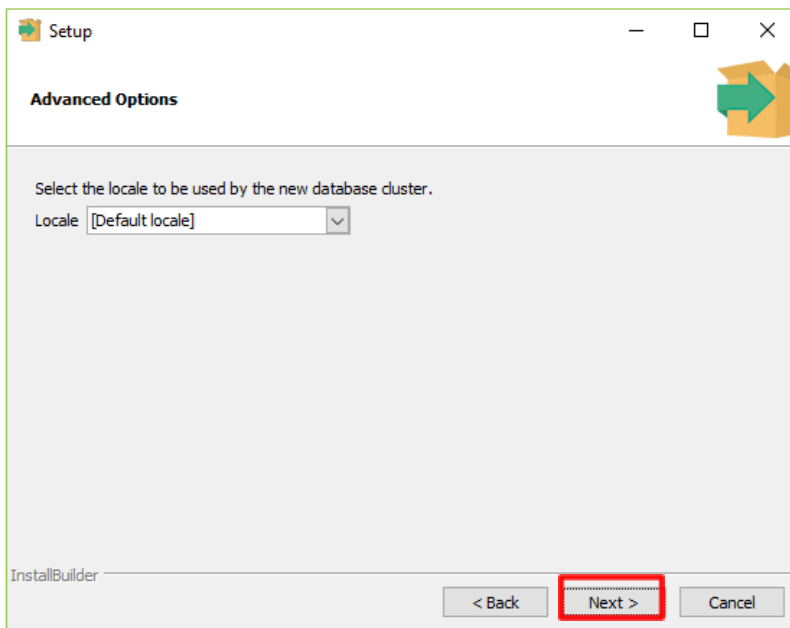 Setup
Advanced Options
Select the locale to be used by the new database cluster.
Locale [Default locale]
InstallBuilder
< Back Next > Cancel